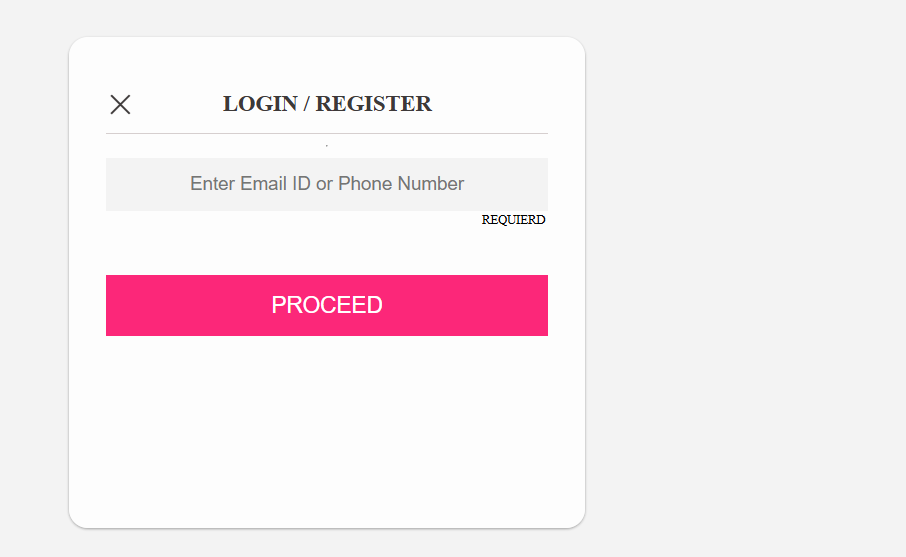 LOGIN / REGISTER
Enter Email ID or Phone Number
REQUIERD
PROCEED